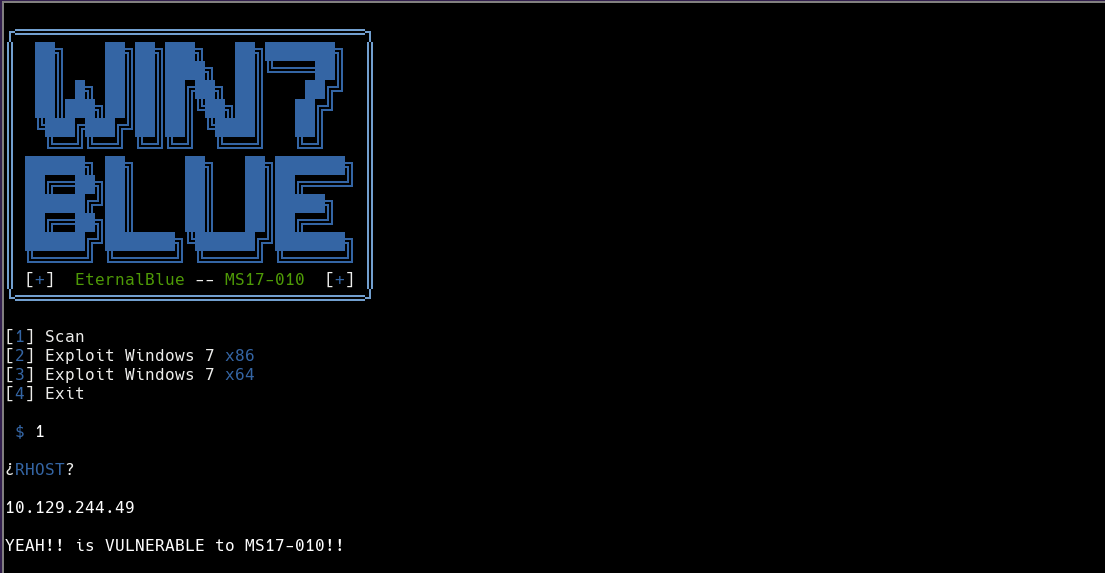 WIN7
BLUE
[+] EternalBlue -- MS17-010 [+]
[1] Scan
[2] Exploit Windows 7 x86
[3] Exploit Windows 7 x64
[4] Exit
$ 1
¿RHOST?
10.129.244.49
YEAH!! is VULNERABLE to MS17-010!!